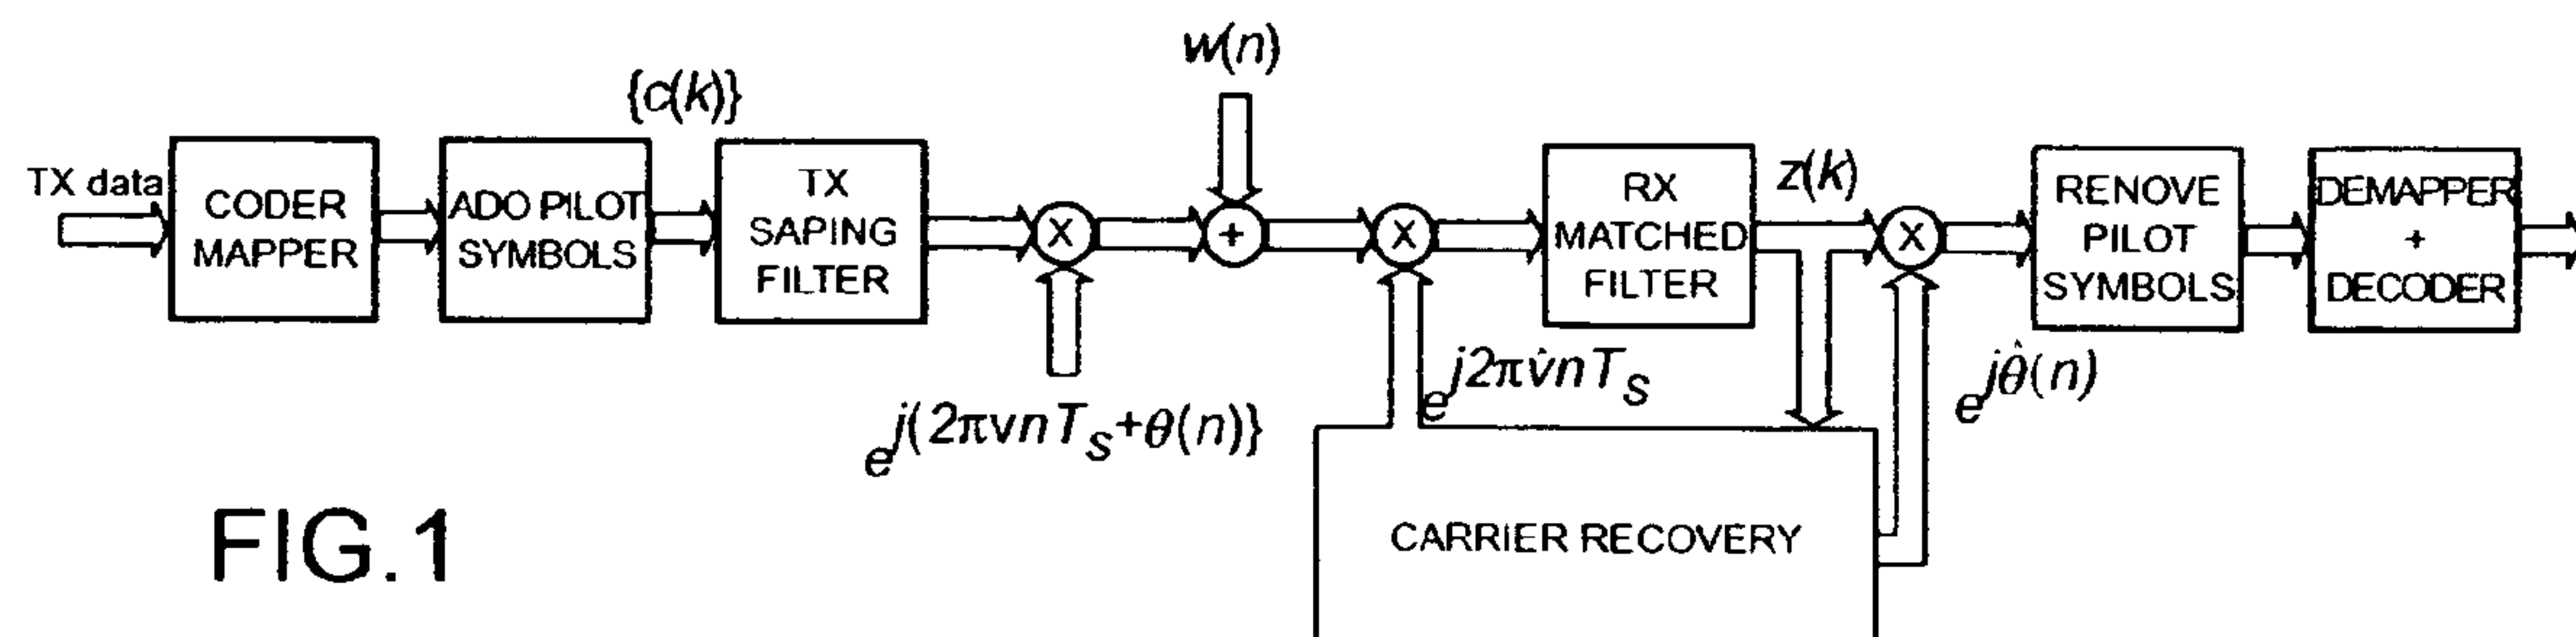 TX data
CODER
MAPPER
ADO PILOT
SYMBOLS
{c(k)}
TX
SAPING
FILTER
X
e^{j(2πνnT_S+θ(n)}}
w(n)
+
X
e^{j2πν̂nT_S}
RX
MATCHED
FILTER
z(k)
X
e^{jθ̂(n)}
CARRIER RECOVERY
RENOVE
PILOT
SYMBOLS
DEMAPPER
+
DECODER
FIG.1